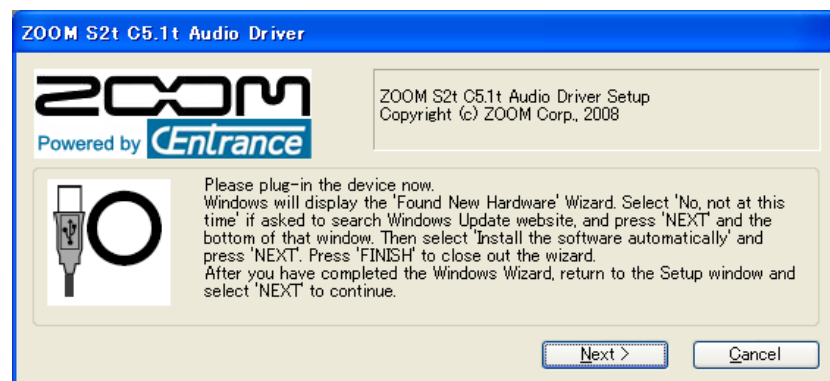 ZOOM S2t C5.1t Audio Driver
ZOOM
Powered by CEntrance
ZOOM S2t C5.1t Audio Driver Setup
Copyright (c) ZOOM Corp., 2008
Please plug-in the device now.
Windows will display the 'Found New Hardware' Wizard. Select 'No, not at this
time' if asked to search Windows Update website, and press 'NEXT' and the
bottom of that window. Then select 'Install the software automatically' and
press 'NEXT'. Press 'FINISH' to close out the wizard.
After you have completed the Windows Wizard, return to the Setup window and
select 'NEXT' to continue.
Next >
Cancel